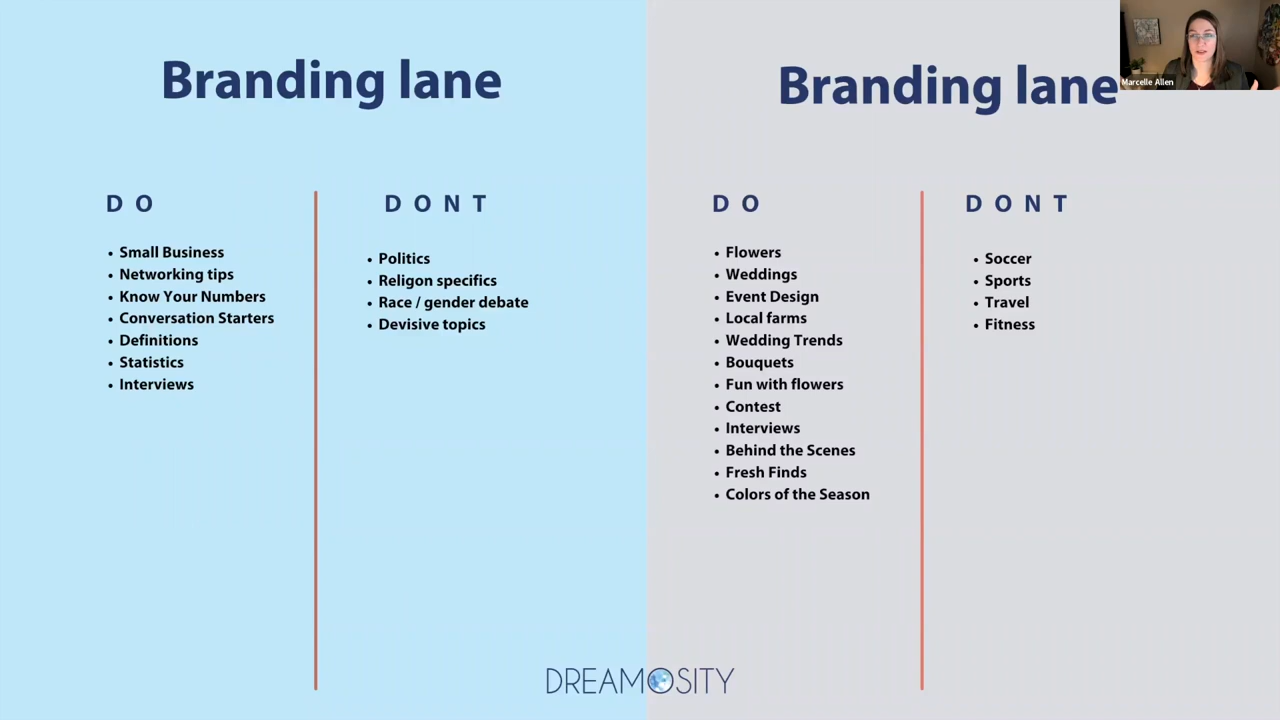 Branding lane
DO
• Small Business
• Networking tips
• Know Your Numbers
• Conversation Starters
• Definitions
• Statistics
• Interviews
DONT
• Politics
• Religon specifics
• Race / gender debate
• Devisive topics
Branding lane
DO
• Flowers
• Weddings
• Event Design
• Local farms
• Wedding Trends
• Bouquets
• Fun with flowers
• Contest
• Interviews
• Behind the Scenes
• Fresh Finds
• Colors of the Season
DONT
• Soccer
• Sports
• Travel
• Fitness
Marcelle Allen
DREAMOSITY